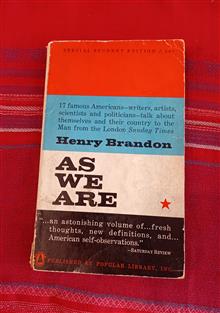 SPECIAL STUDENT EDITION
17 famous Americans—writers, artists,
scientists and politicians—talk about
themselves and their country to the
Man from the London Sunday Times
Henry Brandon
AS
WE
ARE
"...an astonishing volume of...fresh
thoughts, new definitions, and...
American self-observations."
—SATURDAY REVIEW
PUBLISHED BY POPULAR LIBRARY, INC.